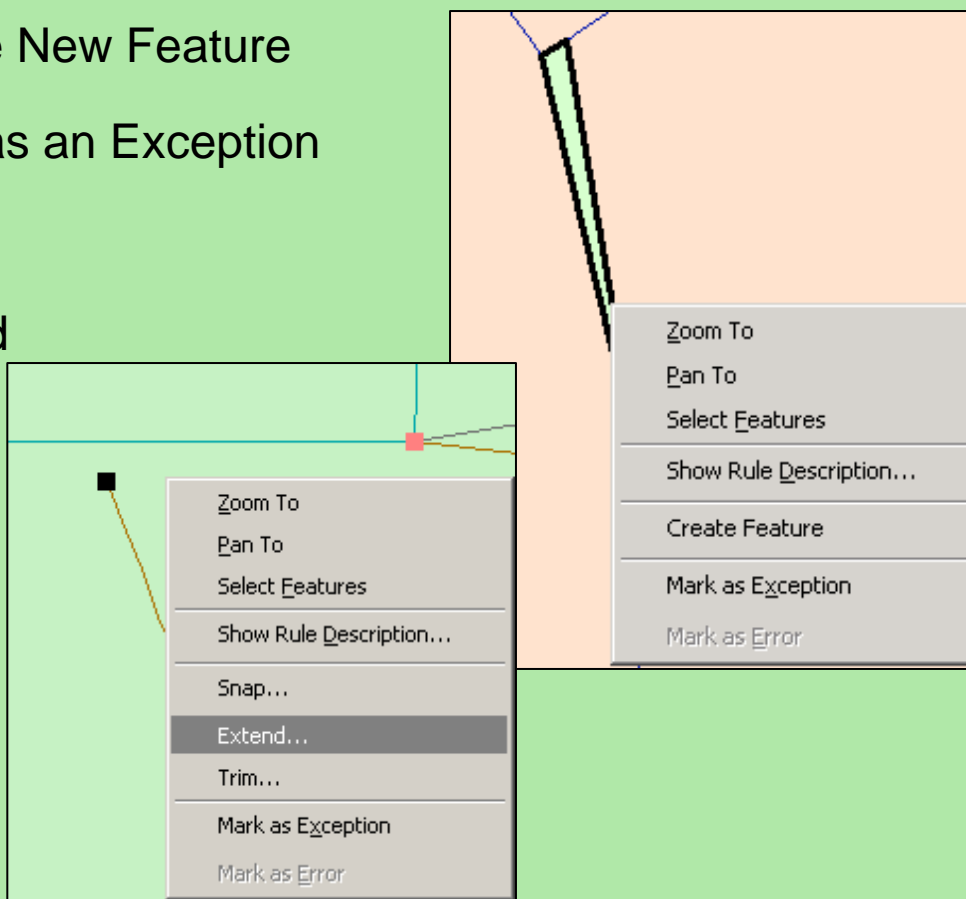 e New Feature
as an Exception
d
Zoom To
Pan To
Select Features
Show Rule Description...
Create Feature
Mark as Exception
Mark as Error
Zoom To
Pan To
Select Features
Show Rule Description...
Snap...
Extend...
Trim...
Mark as Exception
Mark as Error